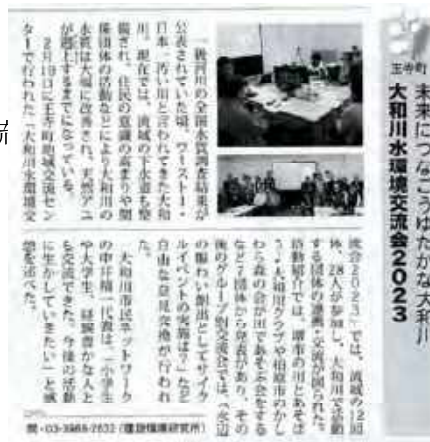 王寺町
未来につなごうゆたかな大和川
大和川水環境交流会2023
一級河川の全国水質調査結果が
公表されていた頃、ワースト1・
日本一汚い川と言われてきた大和
川。現在では、流域の下水道も整
備され、住民の意識の高まりや関
係団体の活動などにより大和川の
水質は大幅に改善され、天然アユ
が遡上するまでになっている。
2月19日に王寺町地域交流セン
ターで行われた「大和川水環境交
流会2023」では、流域の12団
体、28人が参加し、大和川で活動
する団体の連携・交流が図られた。
活動紹介では、堺市の川とあそぼ
う・大和川クラブや柏原市のかし
わら森の会が川であそぶ会をする
など7団体から発表があり、その
後のグループ別交流会では、「水辺
の賑わい創出としてサイク
ルイベントの実施は?」など
自由な意見交換が行われ
た。
大和川市民ネットワーク
の中井積一代表は、「小学生
や大学生、経験豊かな人と
も交流できた。今後の活動
に生かしていきたい」と感
想を述べた。
問・03-3988-2632(建設環境研究所)